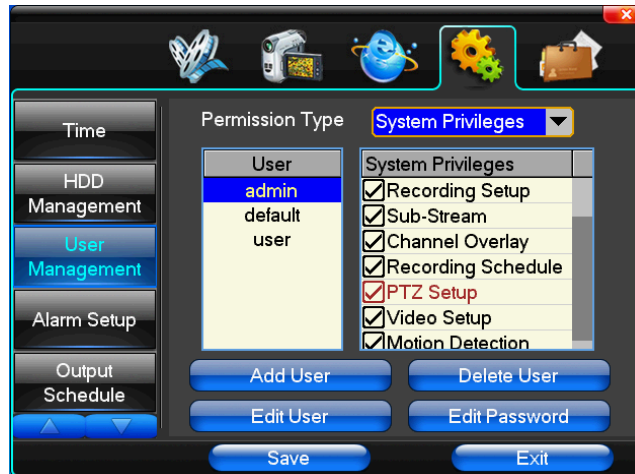 Time
HDD
Management
User
Management
Alarm Setup
Output
Schedule
Permission Type
System Privileges
User
admin
default
user
System Privileges
Recording Setup
Sub-Stream
Channel Overlay
Recording Schedule
PTZ Setup
Video Setup
Motion Detection
Add User
Delete User
Edit User
Edit Password
Save
Exit